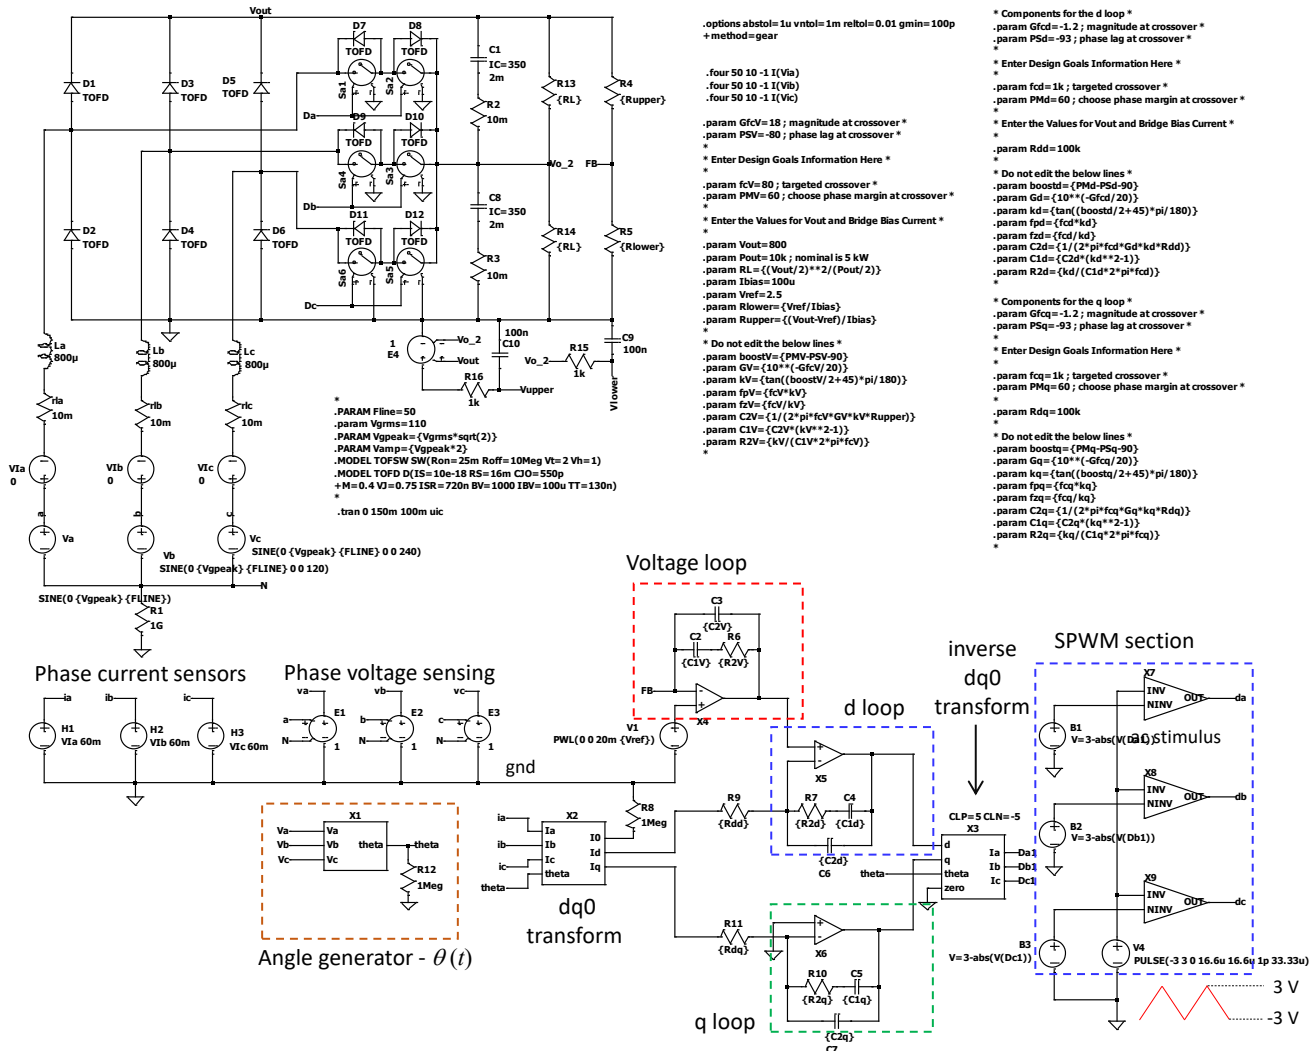 Vout
D1
TOFD
D3
TOFD
D5
TOFD
D2
TOFD
D4
TOFD
D6
TOFD
D7
TOFD
D8
Sa1
Sa2
Da
D9
TOFD
D10
Sa4
Sa3
Db
D11
TOFD
D12
Sa6
Sa5
Dc
C1
IC=350
2m
R2
10m
Vo_2
C8
IC=350
2m
R3
10m
R13
{RL}
R4
{Rupper}
FB
R14
{RL}
R5
{Rlower}
1
E4
Vo_2
Vout
100n
C10
R16
1k
Vupper
Vo_2
R15
1k
C9
100n
Vlower
La
800µ
Lb
800µ
Lc
800µ
rla
10m
rlb
10m
rlc
10m
VIa
0
VIb
0
VIc
0
a
b
c
Va
Vb
Vc
SINE(0 {Vgpeak} {FLINE} 0 0 240)
SINE(0 {Vgpeak} {FLINE} 0 0 120)
SINE(0 {Vgpeak} {FLINE})
N
R1
1G
*
.PARAM Fline=50
.param Vgrms=110
.PARAM Vgpeak={Vgrms*sqrt(2)}
.PARAM Vamp={Vgpeak*2}
.MODEL TOFSW SW(Ron=25m Roff=10Meg Vt=2 Vh=1)
.MODEL TOFD D(IS=10e-18 RS=16m CJO=550p
+M=0.4 VJ=0.75 ISR=720n BV=1000 IBV=100u TT=130n)
*
.tran 0 150m 100m uic
.options abstol=1u vntol=1m reltol=0.01 gmin=100p
+method=gear
.four 50 10 -1 I(Via)
.four 50 10 -1 I(Vib)
.four 50 10 -1 I(Vic)
.param GfcV=18 ; magnitude at crossover *
.param PSV=-80 ; phase lag at crossover *
*
* Enter Design Goals Information Here *
*
.param fcV=80 ; targeted crossover *
.param PMV=60 ; choose phase margin at crossover *
*
* Enter the Values for Vout and Bridge Bias Current *
*
.param Vout=800
.param Pout=10k ; nominal is 5 kW
.param RL={(Vout/2)**2/(Pout/2)}
.param Ibias=100u
.param Vref=2.5
.param Rlower={Vref/Ibias}
.param Rupper={(Vout-Vref)/Ibias}
*
* Do not edit the below lines *
.param boostV={PMV-PSV-90}
.param GV={10**(-GfcV/20)}
.param kV={tan((boostV/2+45)*pi/180)}
.param fpV={fcV*kV}
.param fzV={fcV/kV}
.param C2V={1/(2*pi*fcV*GV*kV*Rupper)}
.param C1V={C2V*(kV**2-1)}
.param R2V={kV/(C1V*2*pi*fcV)}
*
* Components for the d loop *
.param Gfcd=-1.2 ; magnitude at crossover *
.param PSd=-93 ; phase lag at crossover *
*
* Enter Design Goals Information Here *
*
.param fcd=1k ; targeted crossover *
.param PMd=60 ; choose phase margin at crossover *
*
* Enter the Values for Vout and Bridge Bias Current *
*
.param Rdd=100k
*
* Do not edit the below lines *
.param boostd={PMd-PSd-90}
.param Gd={10**(-Gfcd/20)}
.param kd={tan((boostd/2+45)*pi/180)}
.param fpd={fcd*kd}
.param fzd={fcd/kd}
.param C2d={1/(2*pi*fcd*Gd*kd*Rdd)}
.param C1d={C2d*(kd**2-1)}
.param R2d={kd/(C1d*2*pi*fcd)}
*
* Components for the q loop *
.param Gfcq=-1.2 ; magnitude at crossover *
.param PSq=-93 ; phase lag at crossover *
*
* Enter Design Goals Information Here *
*
.param fcq=1k ; targeted crossover *
.param PMq=60 ; choose phase margin at crossover *
*
.param Rdq=100k
*
* Do not edit the below lines *
.param boostq={PMq-PSq-90}
.param Gq={10**(-Gfcq/20)}
.param kq={tan((boostq/2+45)*pi/180)}
.param fpq={fcq*kq}
.param fzq={fcq/kq}
.param C2q={1/(2*pi*fcq*Gq*kq*Rdq)}
.param C1q={C2q*(kq**2-1)}
.param R2q={kq/(C1q*2*pi*fcq)}
*
Phase current sensors
ia
ib
ic
H1
VIa 60m
H2
VIb 60m
H3
VIc 60m
Phase voltage sensing
va
vb
vc
a
N
E1
1
b
N
E2
1
c
N
E3
1
gnd
Voltage loop
C3
{C2V}
C2
R6
{C1V}
{R2V}
FB
X4
V1
PWL(0 0 20m {Vref})
d loop
X5
R7
C4
{R2d}
{C1d}
{C2d}
C6
R9
{Rdd}
R8
1Meg
X1
Va
Vb
Vc
Va
Vb
Vc
theta
theta
R12
1Meg
Angle generator - θ(t)
X2
ia
ib
ic
theta
Ia
Ib
Ic
theta
I0
Id
Iq
dq0
transform
R11
{Rdq}
X6
R10
C5
{R2q}
{C1q}
{C2q}
C7
q loop
inverse
dq0
transform
CLP=5 CLN=-5
X3
d
q
theta
zero
theta
Ia
Ib
Ic
Da1
Db1
Dc1
SPWM section
X7
INV
NINV
OUT
da
B1
V=3-abs(V(Da1))
ac stimulus
X8
INV
NINV
OUT
db
B2
V=3-abs(V(Db1))
X9
INV
NINV
OUT
dc
B3
V=3-abs(V(Dc1))
V4
PULSE(-3 3 0 16.6u 16.6u 1p 33.33u)
3 V
-3 V